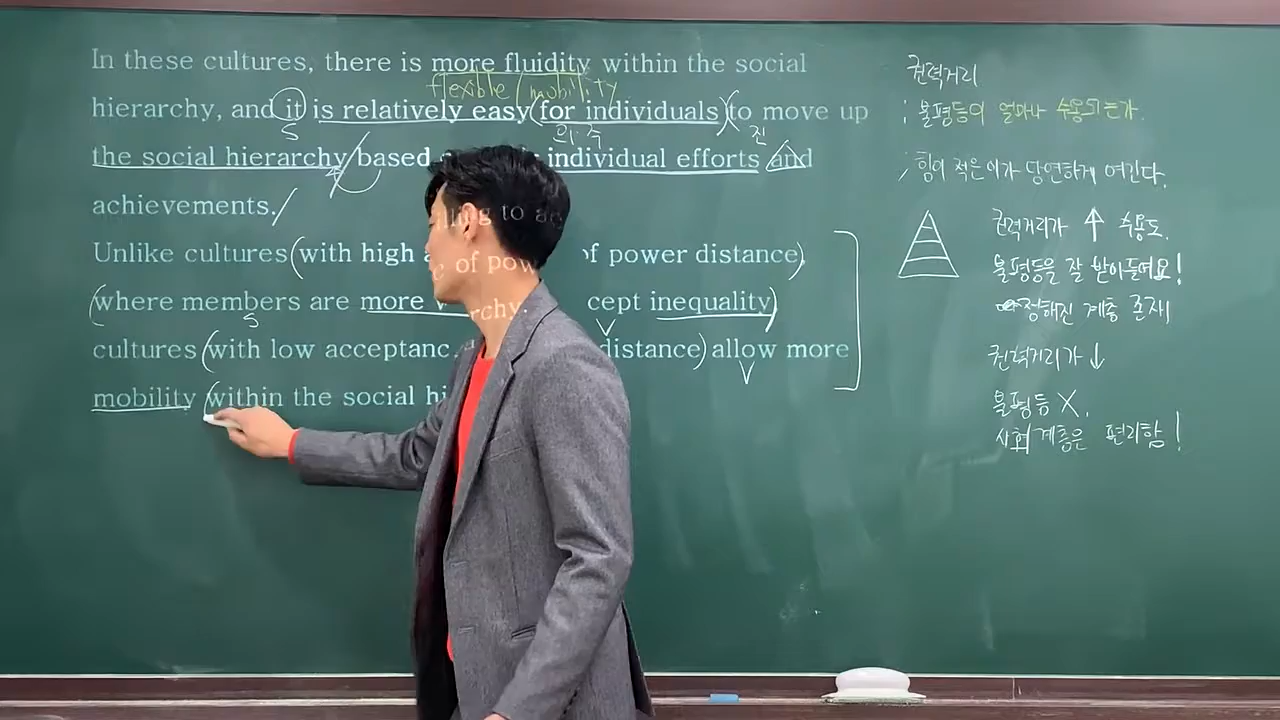 In these cultures, there is more fluidity within the social
flexible / mobility
hierarchy, and it is relatively easy (for individuals) (to move up
S
의 주
진
the social hierarchy / based individual efforts and
achievements. /
Unlike cultures (with high of power distance),
(where members are more cept inequality)
S
V
cultures (with low acceptanc distance) allow more
V
mobility (within the social hi
lling to ac
of pow
rchy.
권력거리
; 불평등이 얼마나 수용되는가.
; 힘이 적은 이가 당연하게 여긴다.
권력거리가 ↑ 수용도.
불평등을 잘 받아들여요!
정해진 계층 존재
권력거리가 ↓
불평등 X.
사회계층은 편리함!